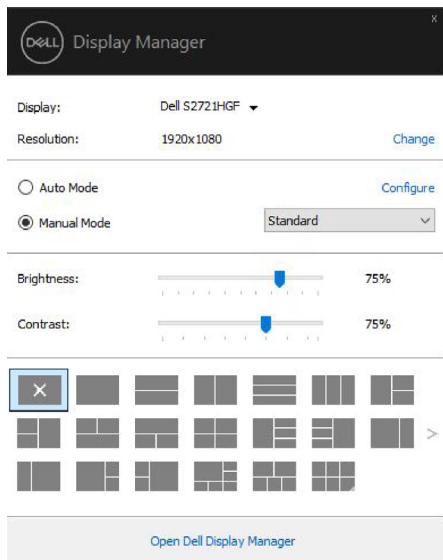 x
DELL Display Manager
Display: Dell S2721HGF
Resolution: 1920x1080 Change
Auto Mode Configure
Manual Mode Standard
Brightness: 75%
Contrast: 75%
Open Dell Display Manager